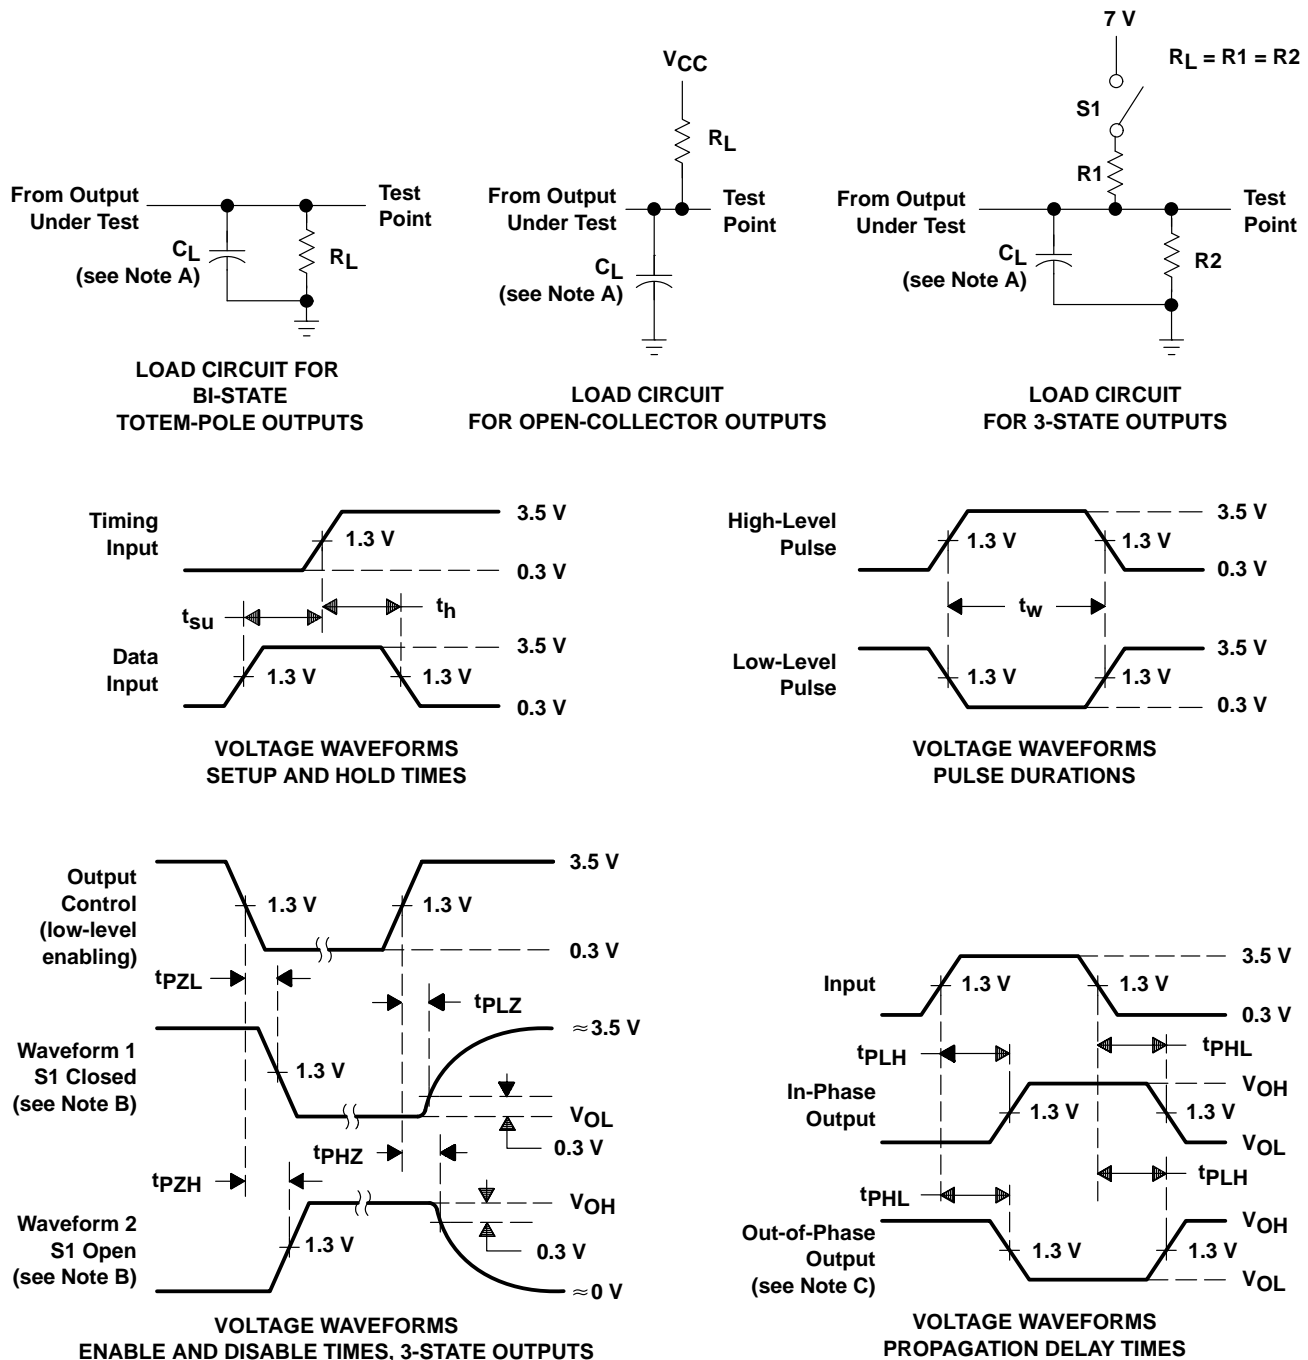 7 V
RL = R1 = R2
S1
R1
From Output
Under Test
Test
Point
CL
(see Note A)
RL
LOAD CIRCUIT FOR
BI-STATE
TOTEM-POLE OUTPUTS
VCC
RL
From Output
Under Test
Test
Point
CL
(see Note A)
LOAD CIRCUIT
FOR OPEN-COLLECTOR OUTPUTS
From Output
Under Test
Test
Point
CL
(see Note A)
R2
LOAD CIRCUIT
FOR 3-STATE OUTPUTS
Timing
Input
3.5 V
1.3 V
0.3 V
tsu
th
Data
Input
3.5 V
1.3 V
1.3 V
0.3 V
VOLTAGE WAVEFORMS
SETUP AND HOLD TIMES
High-Level
Pulse
3.5 V
1.3 V
1.3 V
0.3 V
tw
Low-Level
Pulse
3.5 V
1.3 V
1.3 V
0.3 V
VOLTAGE WAVEFORMS
PULSE DURATIONS
Output
Control
(low-level
enabling)
3.5 V
1.3 V
1.3 V
0.3 V
tPZL
tPLZ
Waveform 1
S1 Closed
(see Note B)
≈3.5 V
1.3 V
VOL
0.3 V
tPHZ
tPZH
Waveform 2
S1 Open
(see Note B)
VOH
1.3 V
0.3 V
≈0 V
VOLTAGE WAVEFORMS
ENABLE AND DISABLE TIMES, 3-STATE OUTPUTS
Input
3.5 V
1.3 V
1.3 V
0.3 V
tPLH
tPHL
In-Phase
Output
VOH
1.3 V
1.3 V
VOL
tPHL
tPLH
Out-of-Phase
Output
(see Note C)
VOH
1.3 V
1.3 V
VOL
VOLTAGE WAVEFORMS
PROPAGATION DELAY TIMES